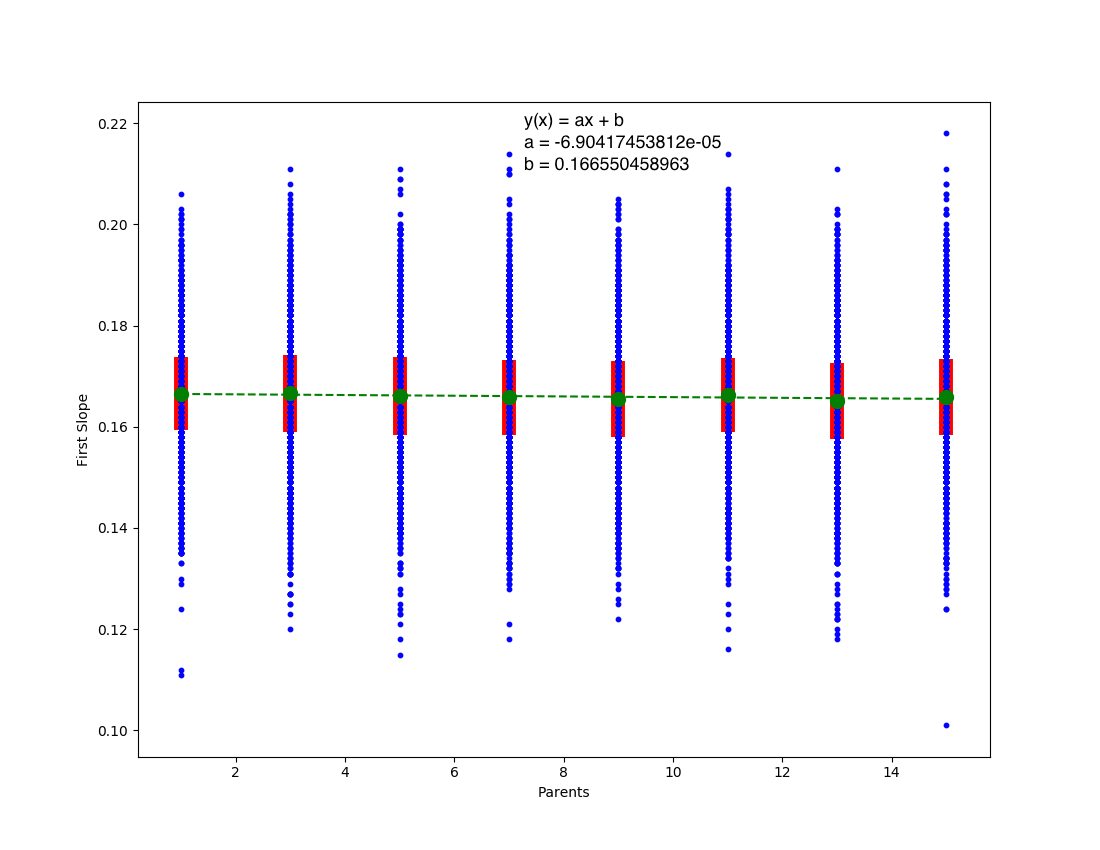 y(x) = ax + b
a = -6.90417453812e-05
b = 0.166550458963
0.22
0.20
0.18
0.16
0.14
0.12
0.10
First Slope
2 4 6 8 10 12 14
Parents